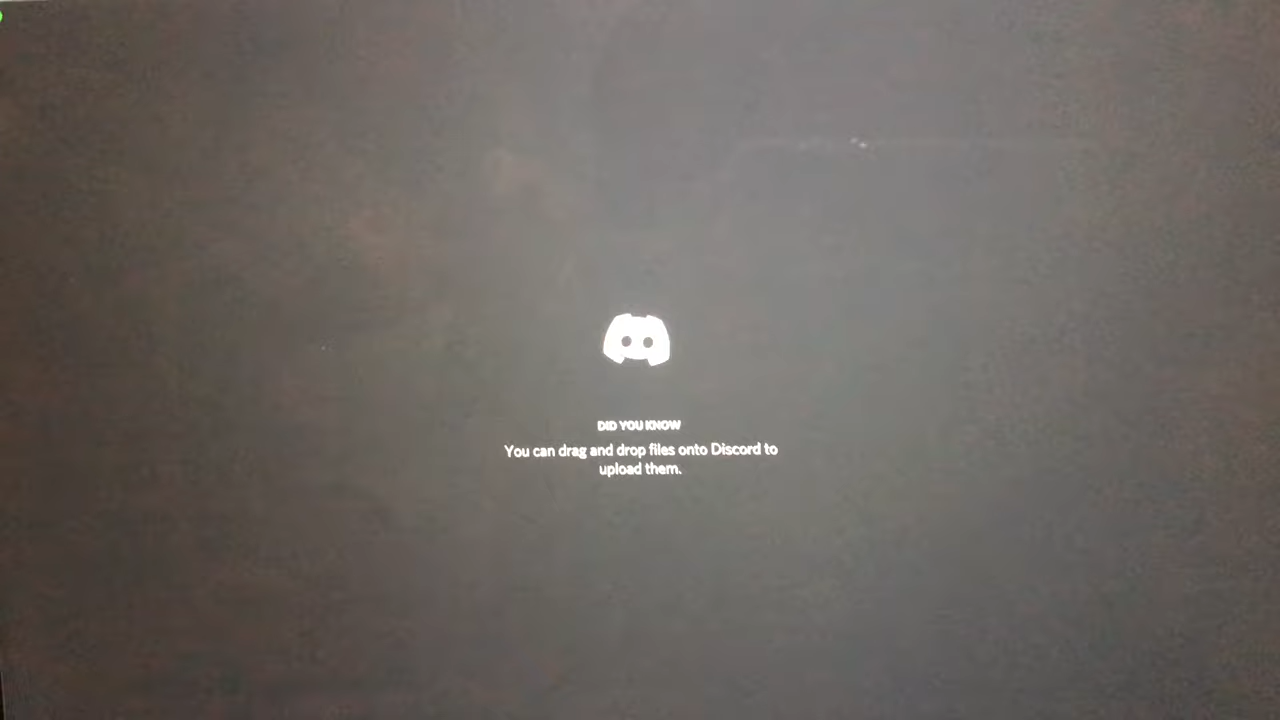 DID YOU KNOW
You can drag and drop files onto Discord to
upload them.